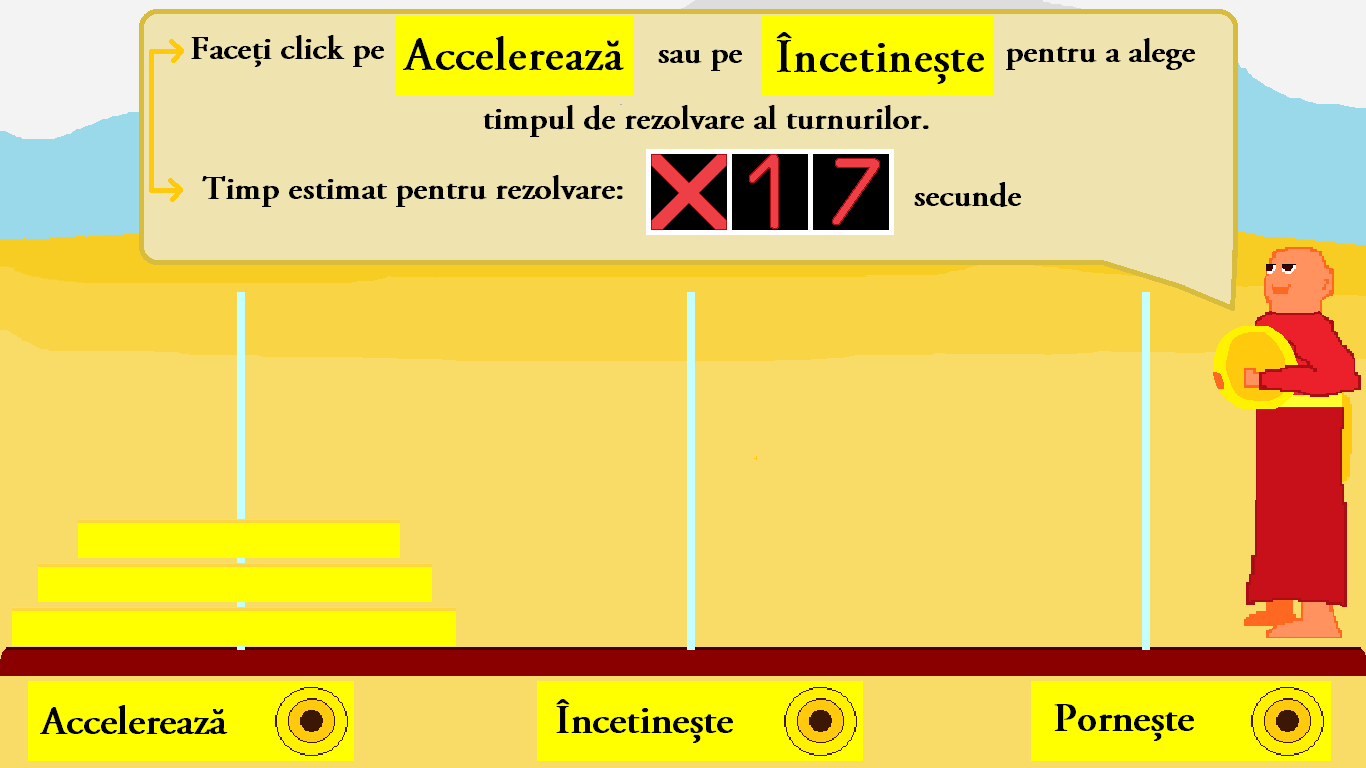 Faceți click pe Accelerează sau pe Încetinește pentru a alege
timpul de rezolvare al turnurilor.
Timp estimat pentru rezolvare: X17 secunde
Accelerează Încetinește Pornește